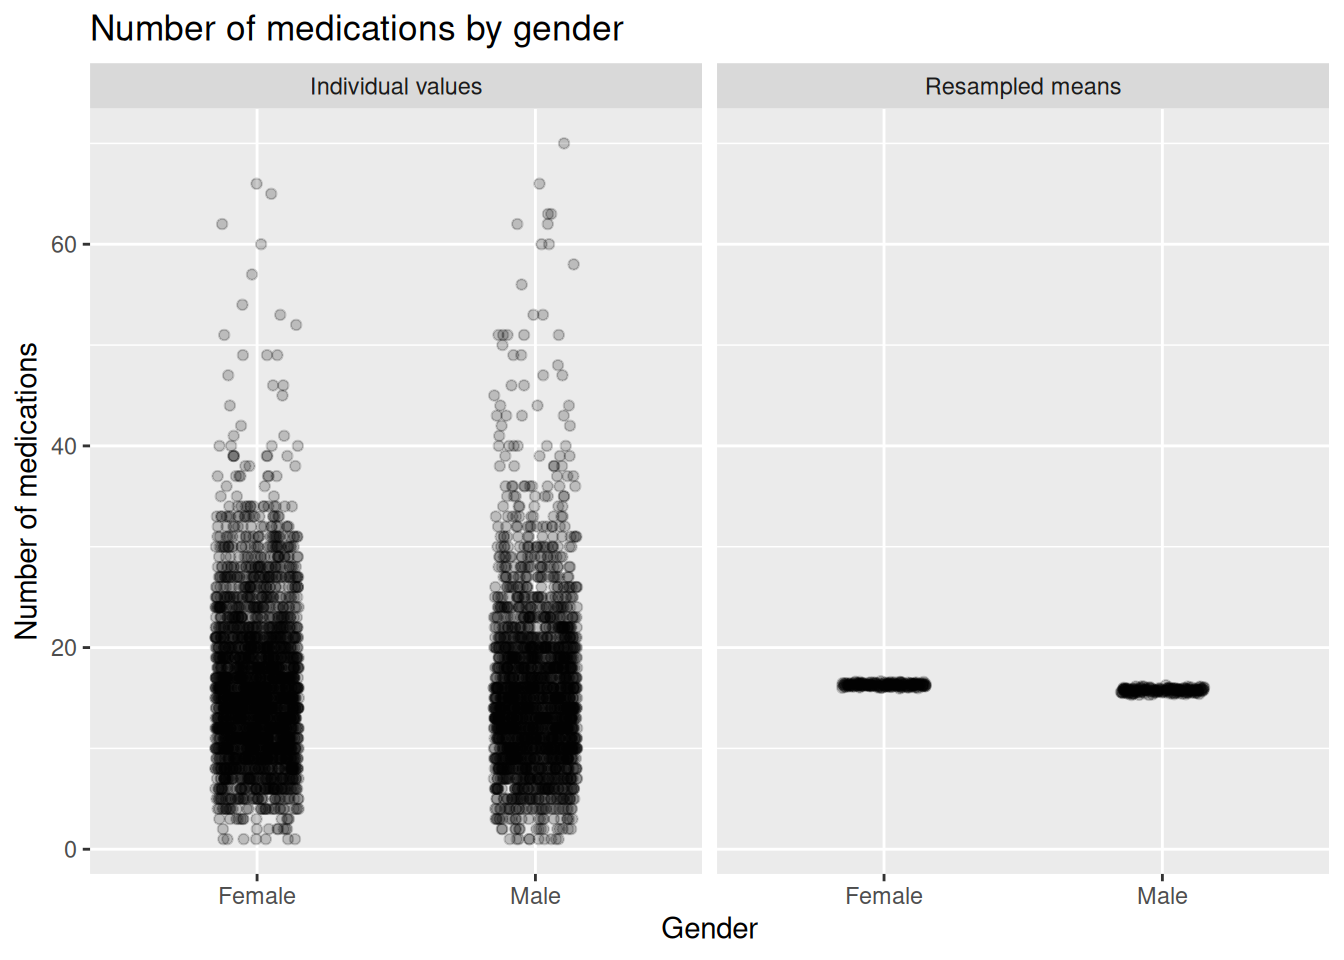 Number of medications by gender
Individual values
Resampled means
Number of medications
60
40
20
0
Female
Male
Female
Male
Gender